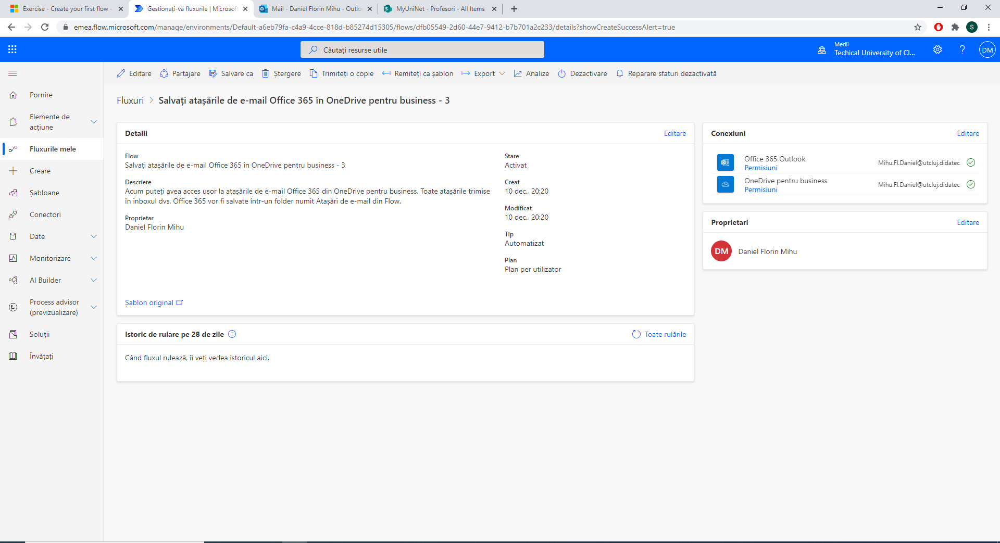 Exercise - Create your first flow -
Gestionați-vă fluxurile | Microsoft
Mail - Daniel Florin Mihu - Outlo
MyUniNet - Profesori - All Items
emea.flow.microsoft.com/manage/environments/Default-a6eb79fa-c4a9-4cce-818d-b85274d15305/flows/dfb05549-2d60-44e7-9412-b7b701a2c233/details?showCreateSuccessAlert=true
S
Căutați resurse utile
Medii
Techical University of Cl...
?
DM
Editare
Partajare
Salvare ca
Ștergere
Trimiteți o copie
Remiteți ca șablon
Export
Analize
Dezactivare
Reparare sfaturi dezactivată
Pornire
Elemente de
acțiune
Fluxurile mele
Creare
Șabloane
Conectori
Date
Monitorizare
AI Builder
Process advisor
(previzualizare)
Soluții
Învățați
Fluxuri > Salvați atașările de e-mail Office 365 în OneDrive pentru business - 3
Detalii
Editare
Flow
Salvați atașările de e-mail Office 365 în OneDrive pentru business - 3
Descriere
Acum puteți avea acces ușor la atașările de e-mail Office 365 din OneDrive pentru business. Toate atașările trimise
în inboxul dvs. Office 365 vor fi salvate într-un folder numit Atașări de e-mail din Flow.
Proprietar
Daniel Florin Mihu
Stare
Activat
Creat
10 dec., 20:20
Modificat
10 dec., 20:20
Tip
Automatizat
Plan
Plan per utilizator
Șablon original
Istoric de rulare pe 28 de zile
Toate rulările
Când fluxul rulează, îi veți vedea istoricul aici.
Conexiuni
Editare
Office 365 Outlook
Permisiuni
Mihu.Fl.Daniel@utcluj.didatec.
OneDrive pentru business
Permisiuni
Mihu.Fl.Daniel@utcluj.didatec.
Proprietari
Editare
DM
Daniel Florin Mihu